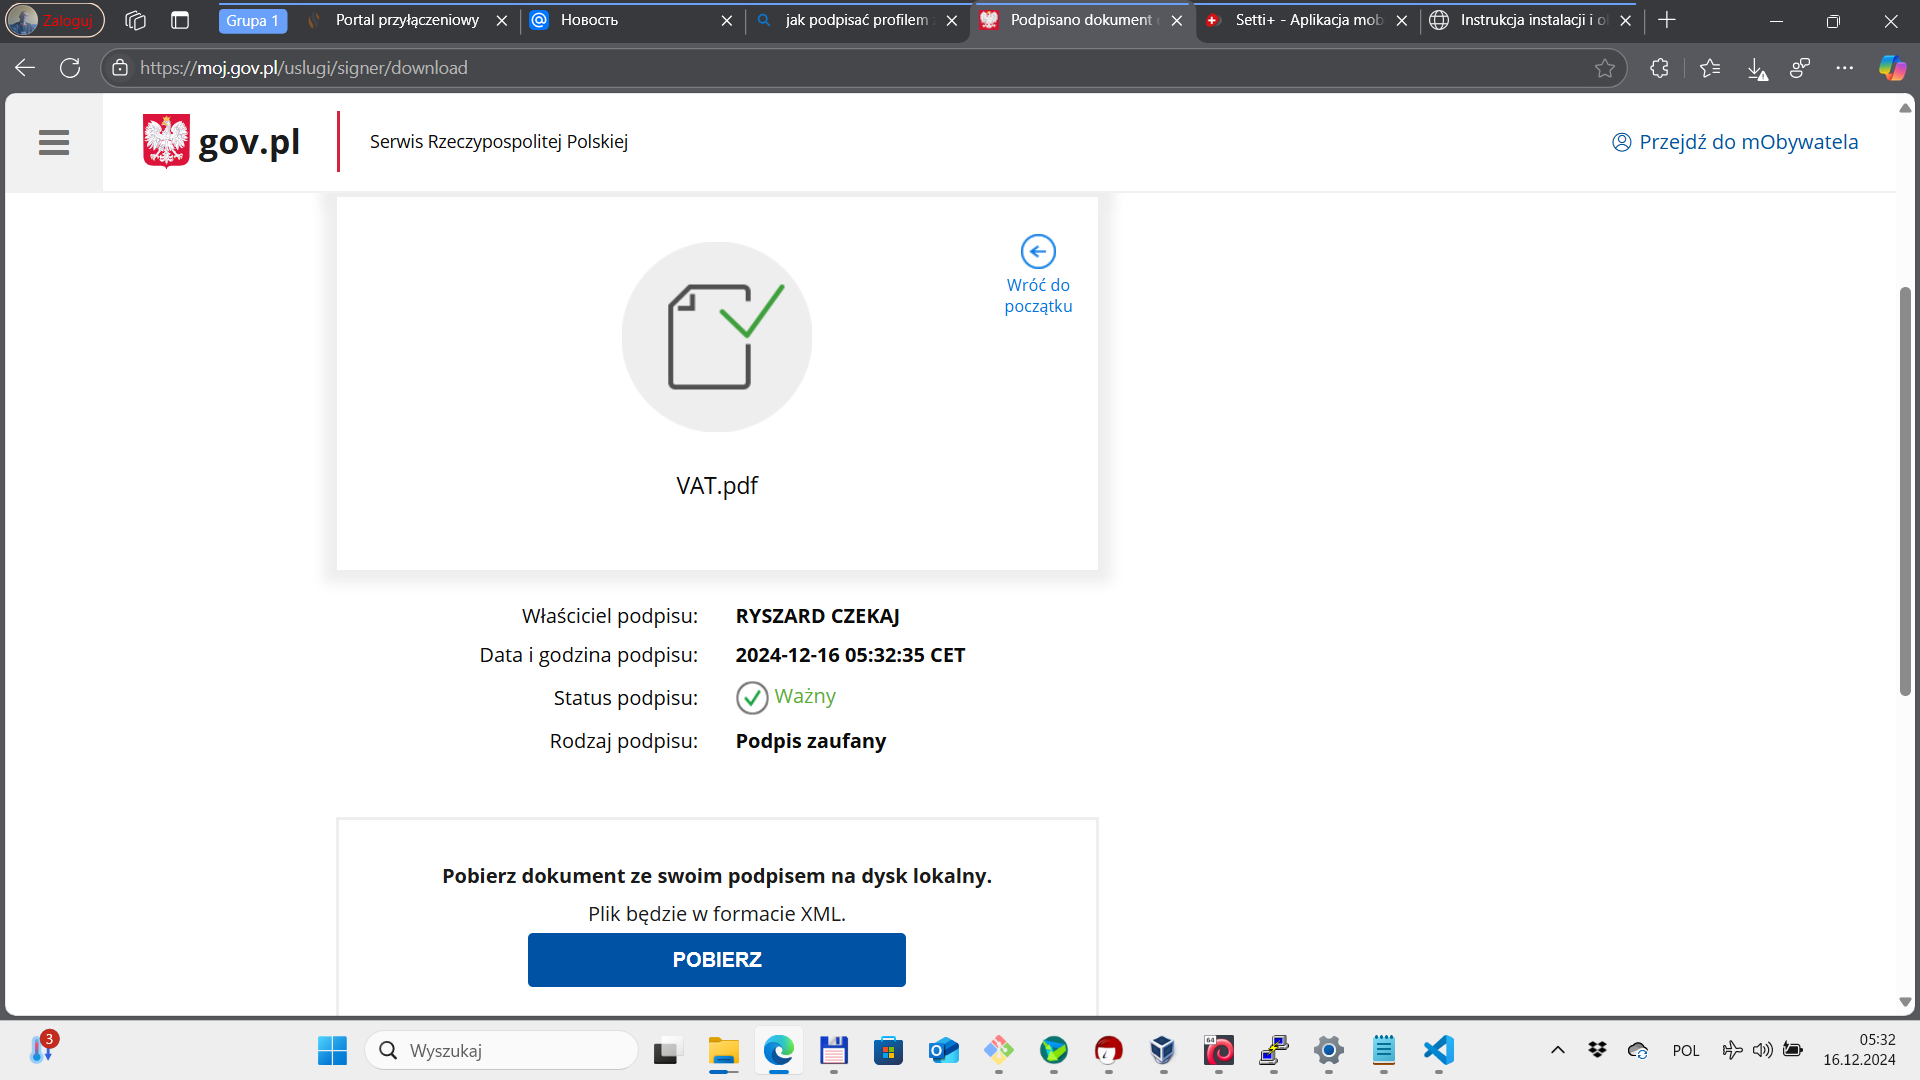 Zaloguj
Grupa 1
Portal przyłączeniowy
Новость
jak podpisać profilem
Podpisano dokument
Setti+ - Aplikacja mob
Instrukcja instalacji i o
https://moj.gov.pl/uslugi/signer/download
gov.pl
Serwis Rzeczypospolitej Polskiej
Przejdź do mObywatela
Wróć do
początku
VAT.pdf
Właściciel podpisu: RYSZARD CZEKAJ
Data i godzina podpisu: 2024-12-16 05:32:35 CET
Status podpisu: Ważny
Rodzaj podpisu: Podpis zaufany
Pobierz dokument ze swoim podpisem na dysk lokalny.
Plik będzie w formacie XML.
POBIERZ
3
Wyszukaj
64
POL
05:32
16.12.2024